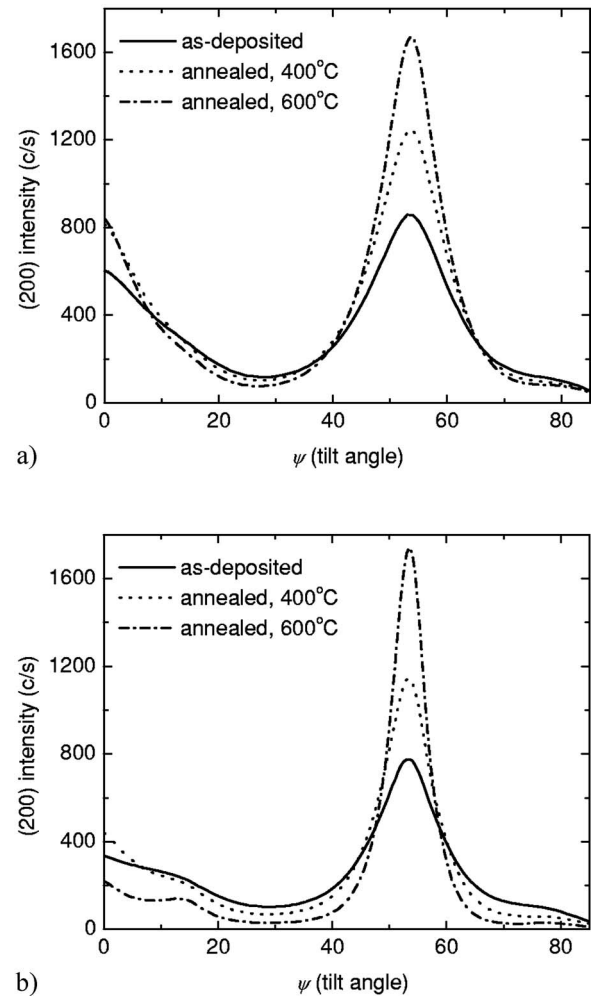 1600
as-deposited
annealed, 400°C
annealed, 600°C
1200
(200) intensity (c/s)
800
400
0
0 20 40 60 80
a)
ψ (tilt angle)
1600
as-deposited
annealed, 400°C
annealed, 600°C
1200
(200) intensity (c/s)
800
400
0
0 20 40 60 80
b)
ψ (tilt angle)